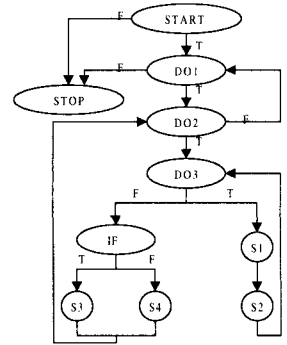 F START
T
F DO1
T
STOP
DO2 F
T
DO3
F T
IF S1
T F
S3 S4 S2